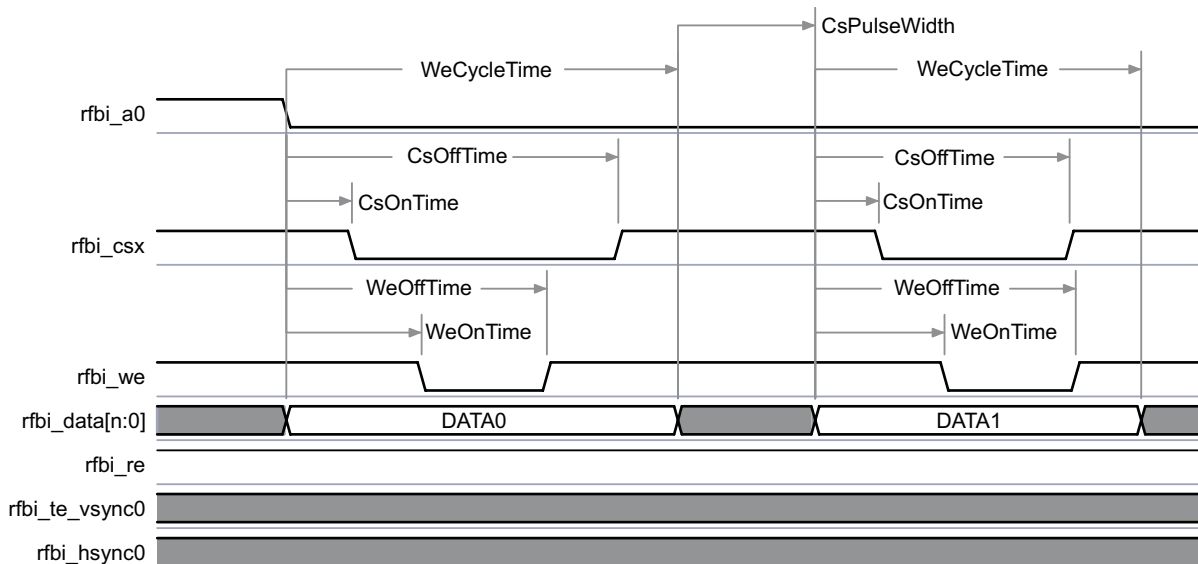 CsPulseWidth
WeCycleTime WeCycleTime
rfbi_a0
CsOffTime CsOffTime
CsOnTime CsOnTime
rfbi_csx
WeOffTime WeOffTime
WeOnTime WeOnTime
rfbi_we
rfbi_data[n:0] DATA0 DATA1
rfbi_re
rfbi_te_vsync0
rfbi_hsync0